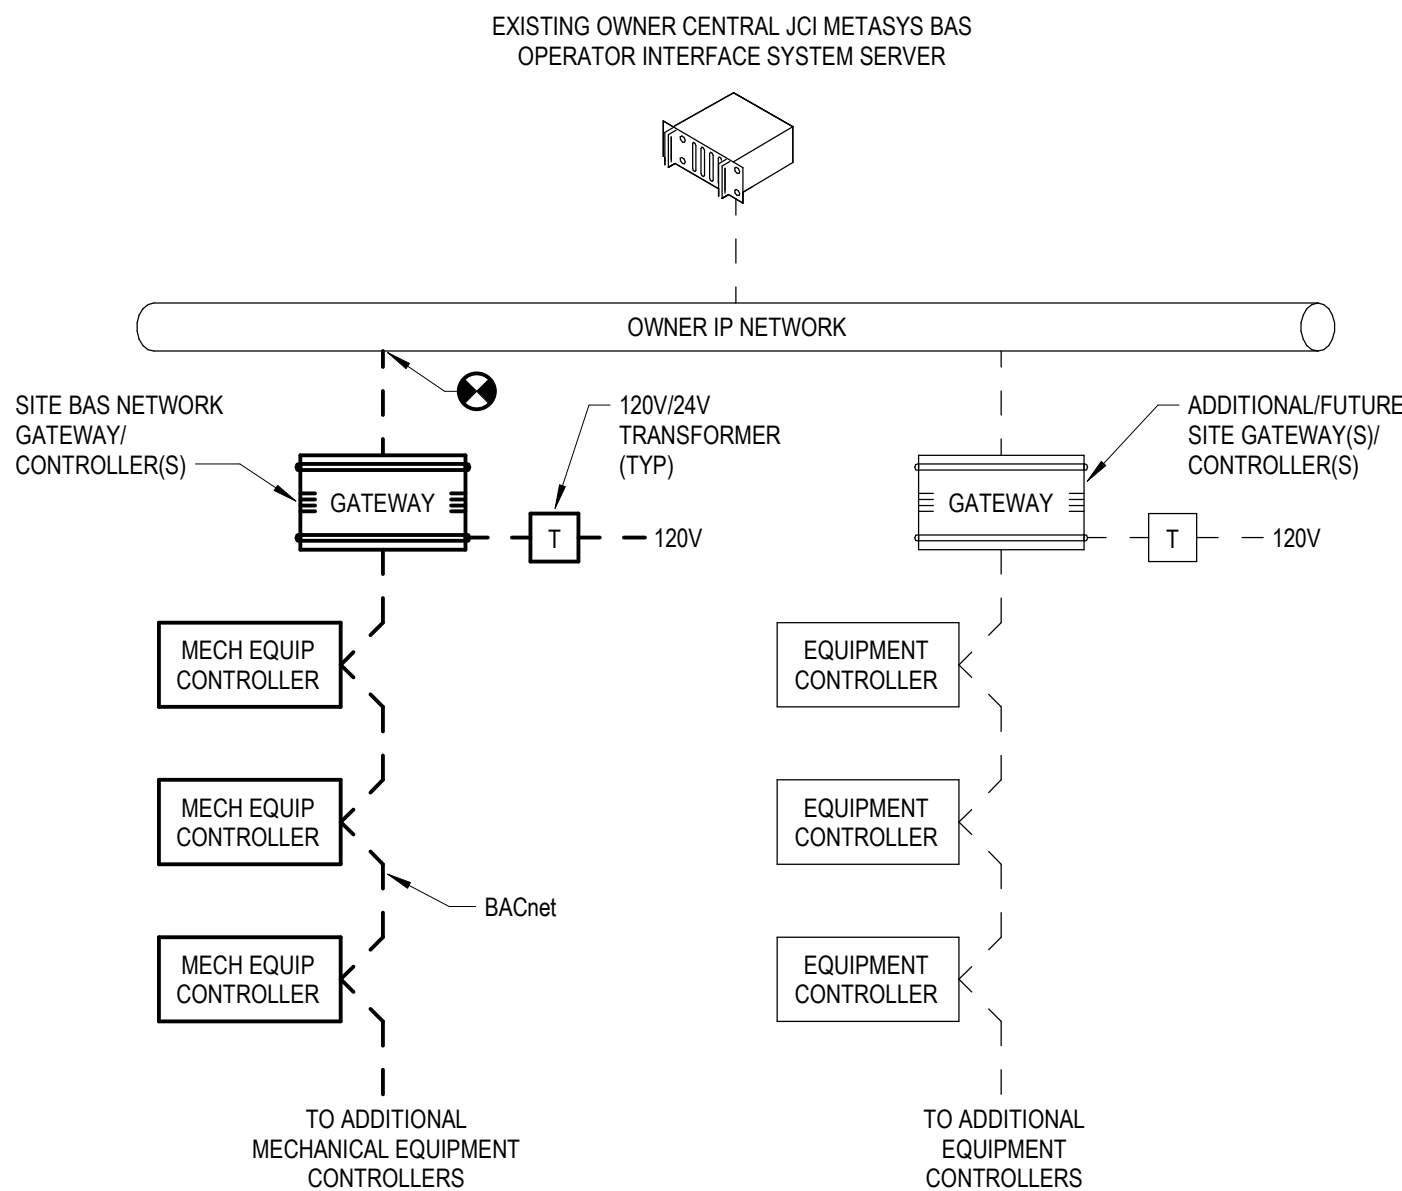 EXISTING OWNER CENTRAL JCI METASYS BAS
OPERATOR INTERFACE SYSTEM SERVER
OWNER IP NETWORK
SITE BAS NETWORK
GATEWAY/
CONTROLLER(S)
120V/24V
TRANSFORMER
(TYP)
ADDITIONAL/FUTURE
SITE GATEWAY(S)/
CONTROLLER(S)
GATEWAY
T
120V
GATEWAY
T
120V
MECH EQUIP
CONTROLLER
EQUIPMENT
CONTROLLER
MECH EQUIP
CONTROLLER
EQUIPMENT
CONTROLLER
BACnet
MECH EQUIP
CONTROLLER
EQUIPMENT
CONTROLLER
TO ADDITIONAL
MECHANICAL EQUIPMENT
CONTROLLERS
TO ADDITIONAL
EQUIPMENT
CONTROLLERS